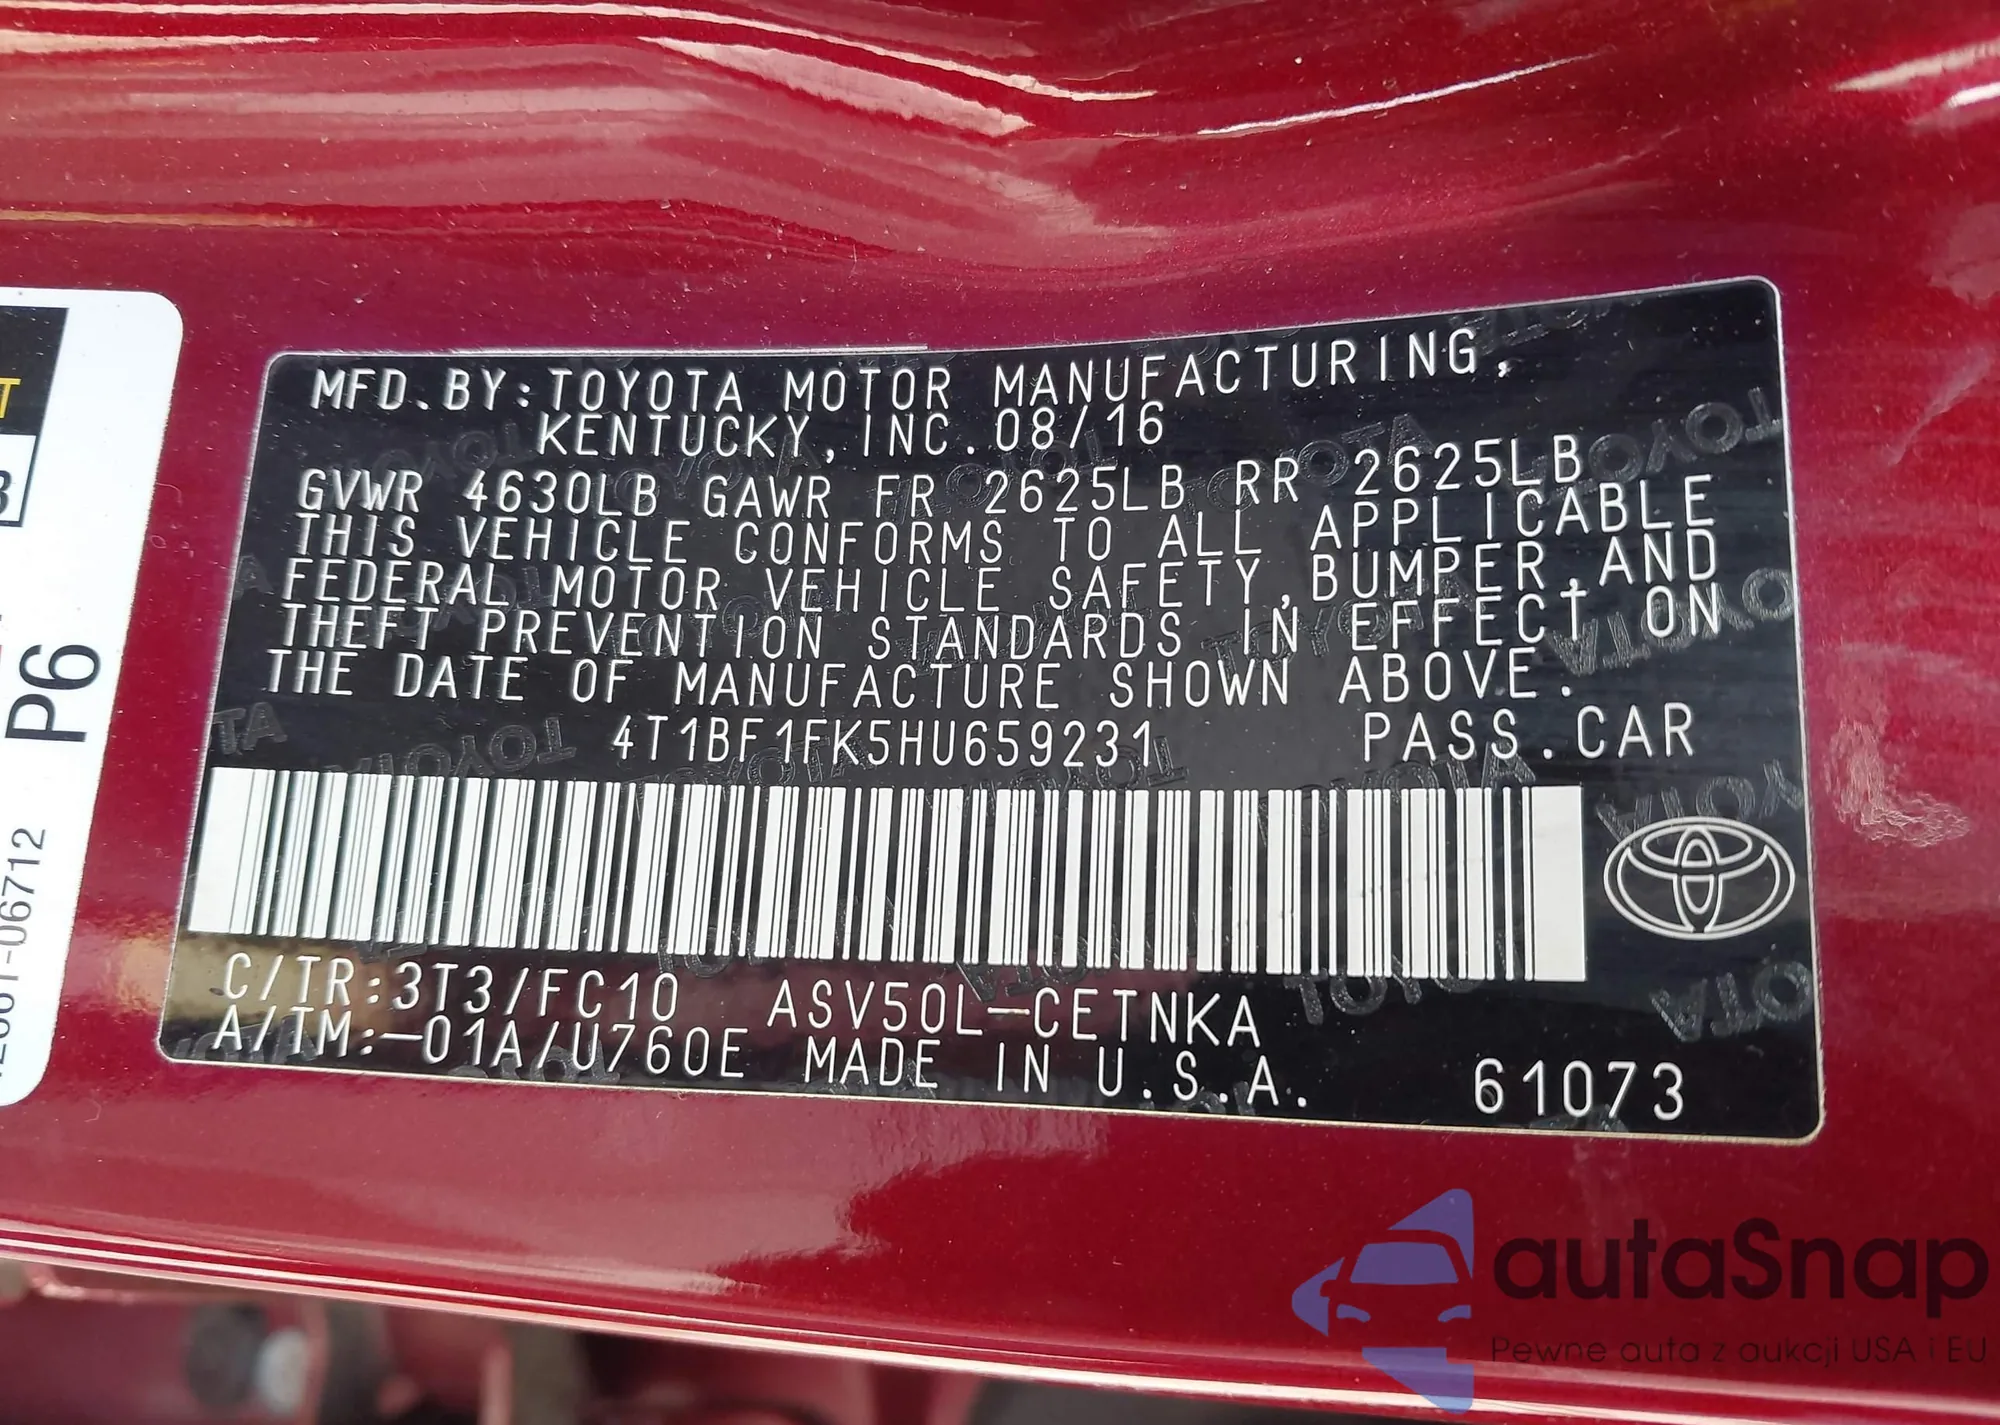 MFD.BY:TOYOTA MOTOR MANUFACTURING,
KENTUCKY,INC.08/16
GVWR 4630LB GAWR FR 2625LB RR 2625LB
THIS VEHICLE CONFORMS TO ALL APPLICABLE
FEDERAL MOTOR VEHICLE SAFETY,BUMPER,AND
THEFT PREVENTION STANDARDS IN EFFECT ON
THE DATE OF MANUFACTURE SHOWN ABOVE.
4T1BF1FK5HU659231 PASS.CAR
C/TR:3T3/FC10 ASV50L-CETNKA
A/TM:-01A/U760E MADE IN U.S.A. 61073
P6
autaSnap
Pewne auta z aukcji USA i EU